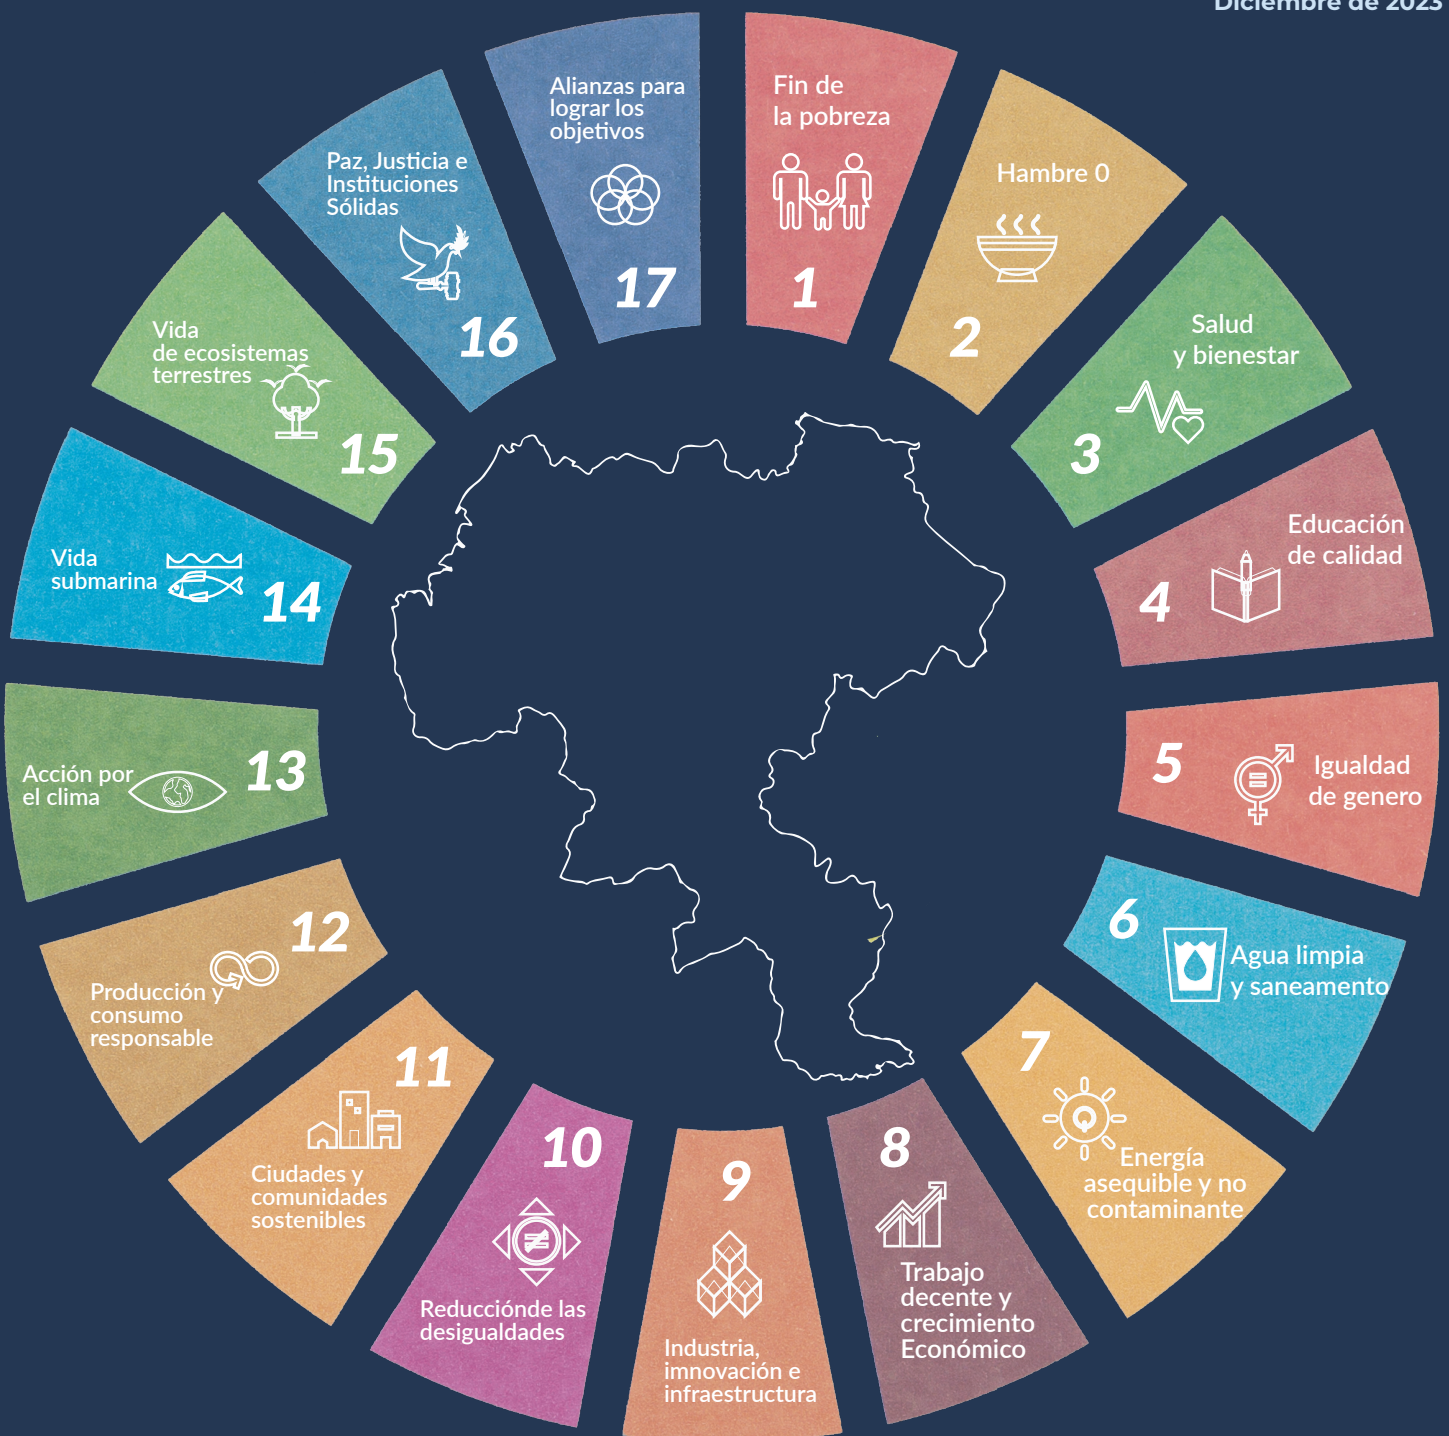 Diciembre de 2023
Fin de
la pobreza
1
Hambre 0
2
Salud
y bienestar
3
Educación
de calidad
4
Igualdad
de genero
5
Agua limpia
y saneamento
6
7
Energía
asequible y no
contaminante
8
Trabajo
decente y
crecimiento
Económico
9
Industria,
imnovación e
infraestructura
10
Reducciónde las
desigualdades
11
Ciudades y
comunidades
sostenibles
12
Producción y
consumo
responsable
13
Acción por
el clima
14
Vida
submarina
Vida
de ecosistemas
terrestres
15
Paz, Justicia e
Instituciones
Sólidas
16
Alianzas para
lograr los
objetivos
17